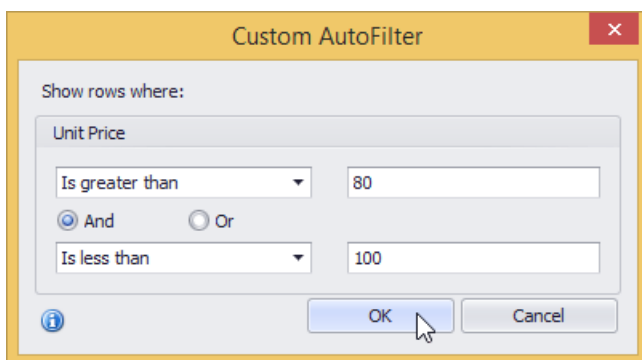 Custom AutoFilter
Show rows where:
Unit Price
Is greater than 80
And Or
Is less than 100
OK Cancel